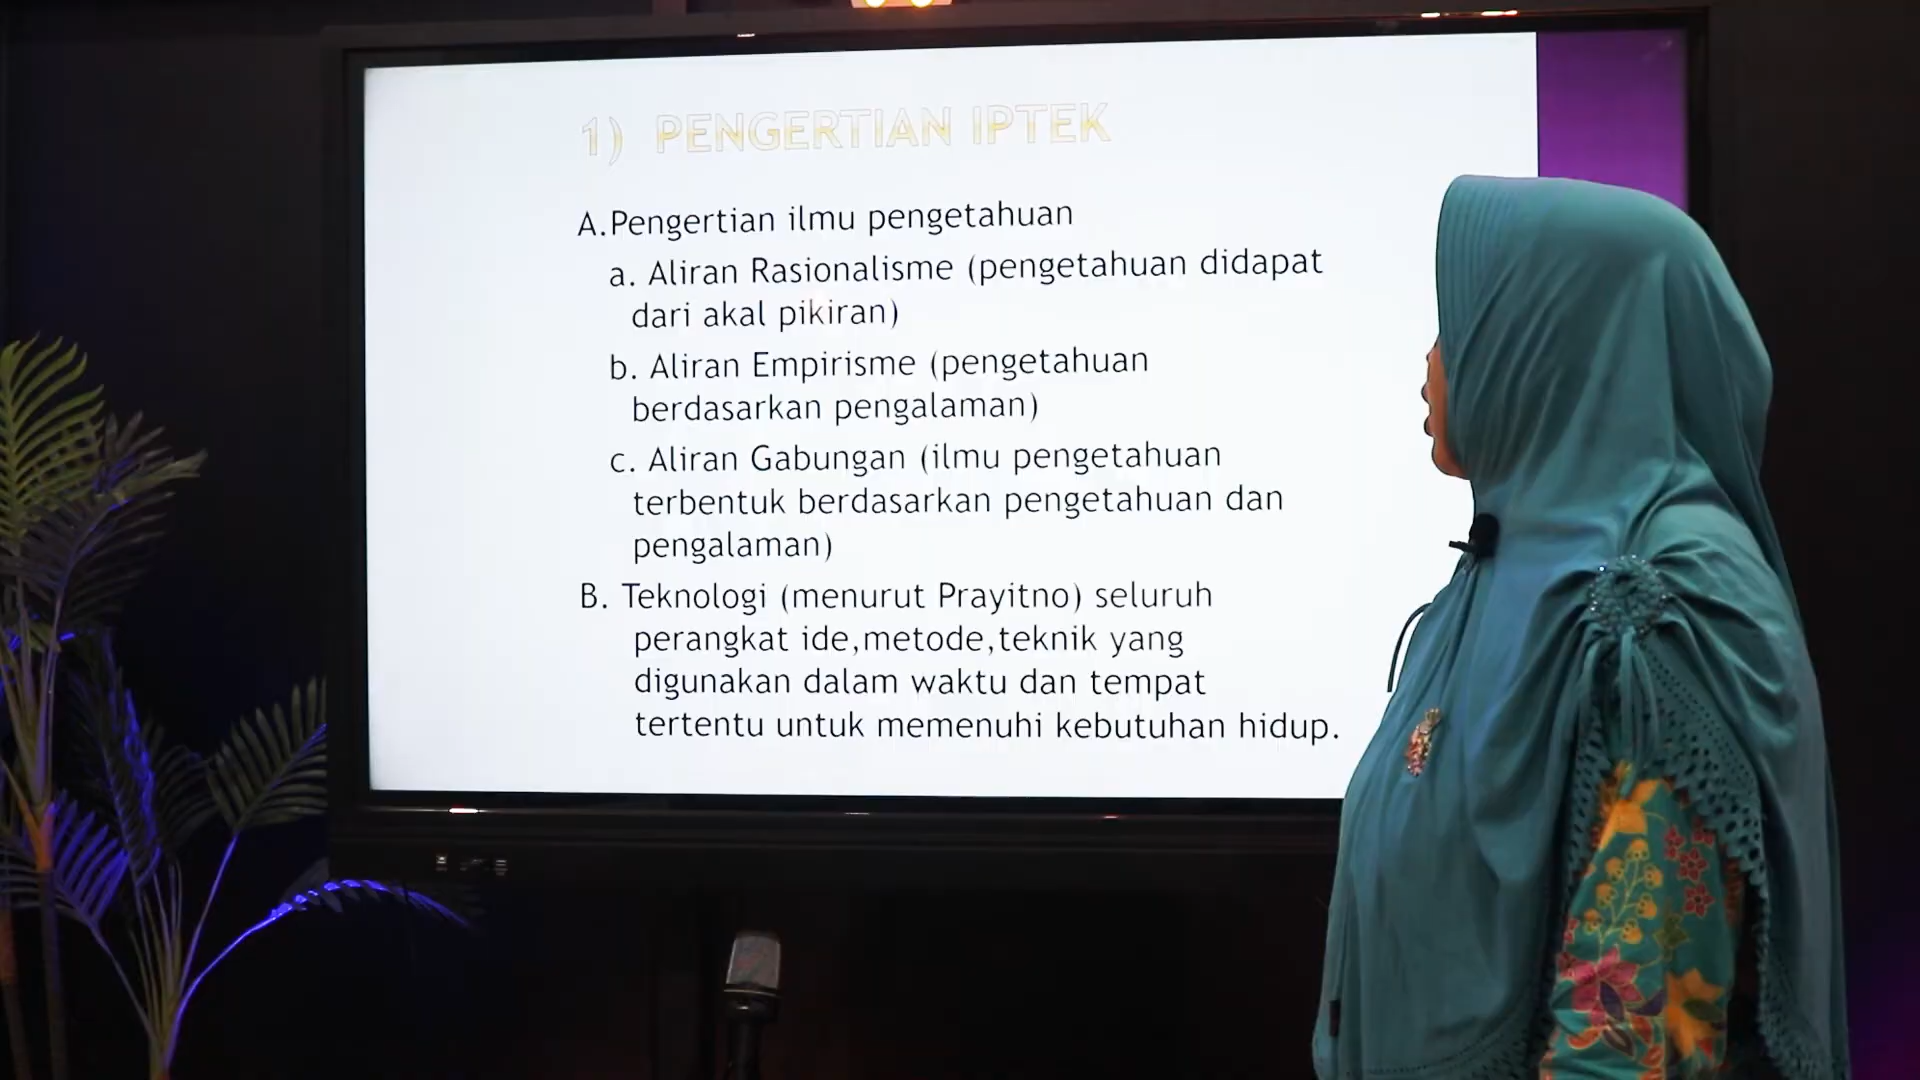 1) PENGERTIAN IPTEK
A.Pengertian ilmu pengetahuan
a. Aliran Rasionalisme (pengetahuan didapat
dari akal pikiran)
b. Aliran Empirisme (pengetahuan
berdasarkan pengalaman)
c. Aliran Gabungan (ilmu pengetahuan
terbentuk berdasarkan pengetahuan dan
pengalaman)
B. Teknologi (menurut Prayitno) seluruh
perangkat ide,metode,teknik yang
digunakan dalam waktu dan tempat
tertentu untuk memenuhi kebutuhan hidup.